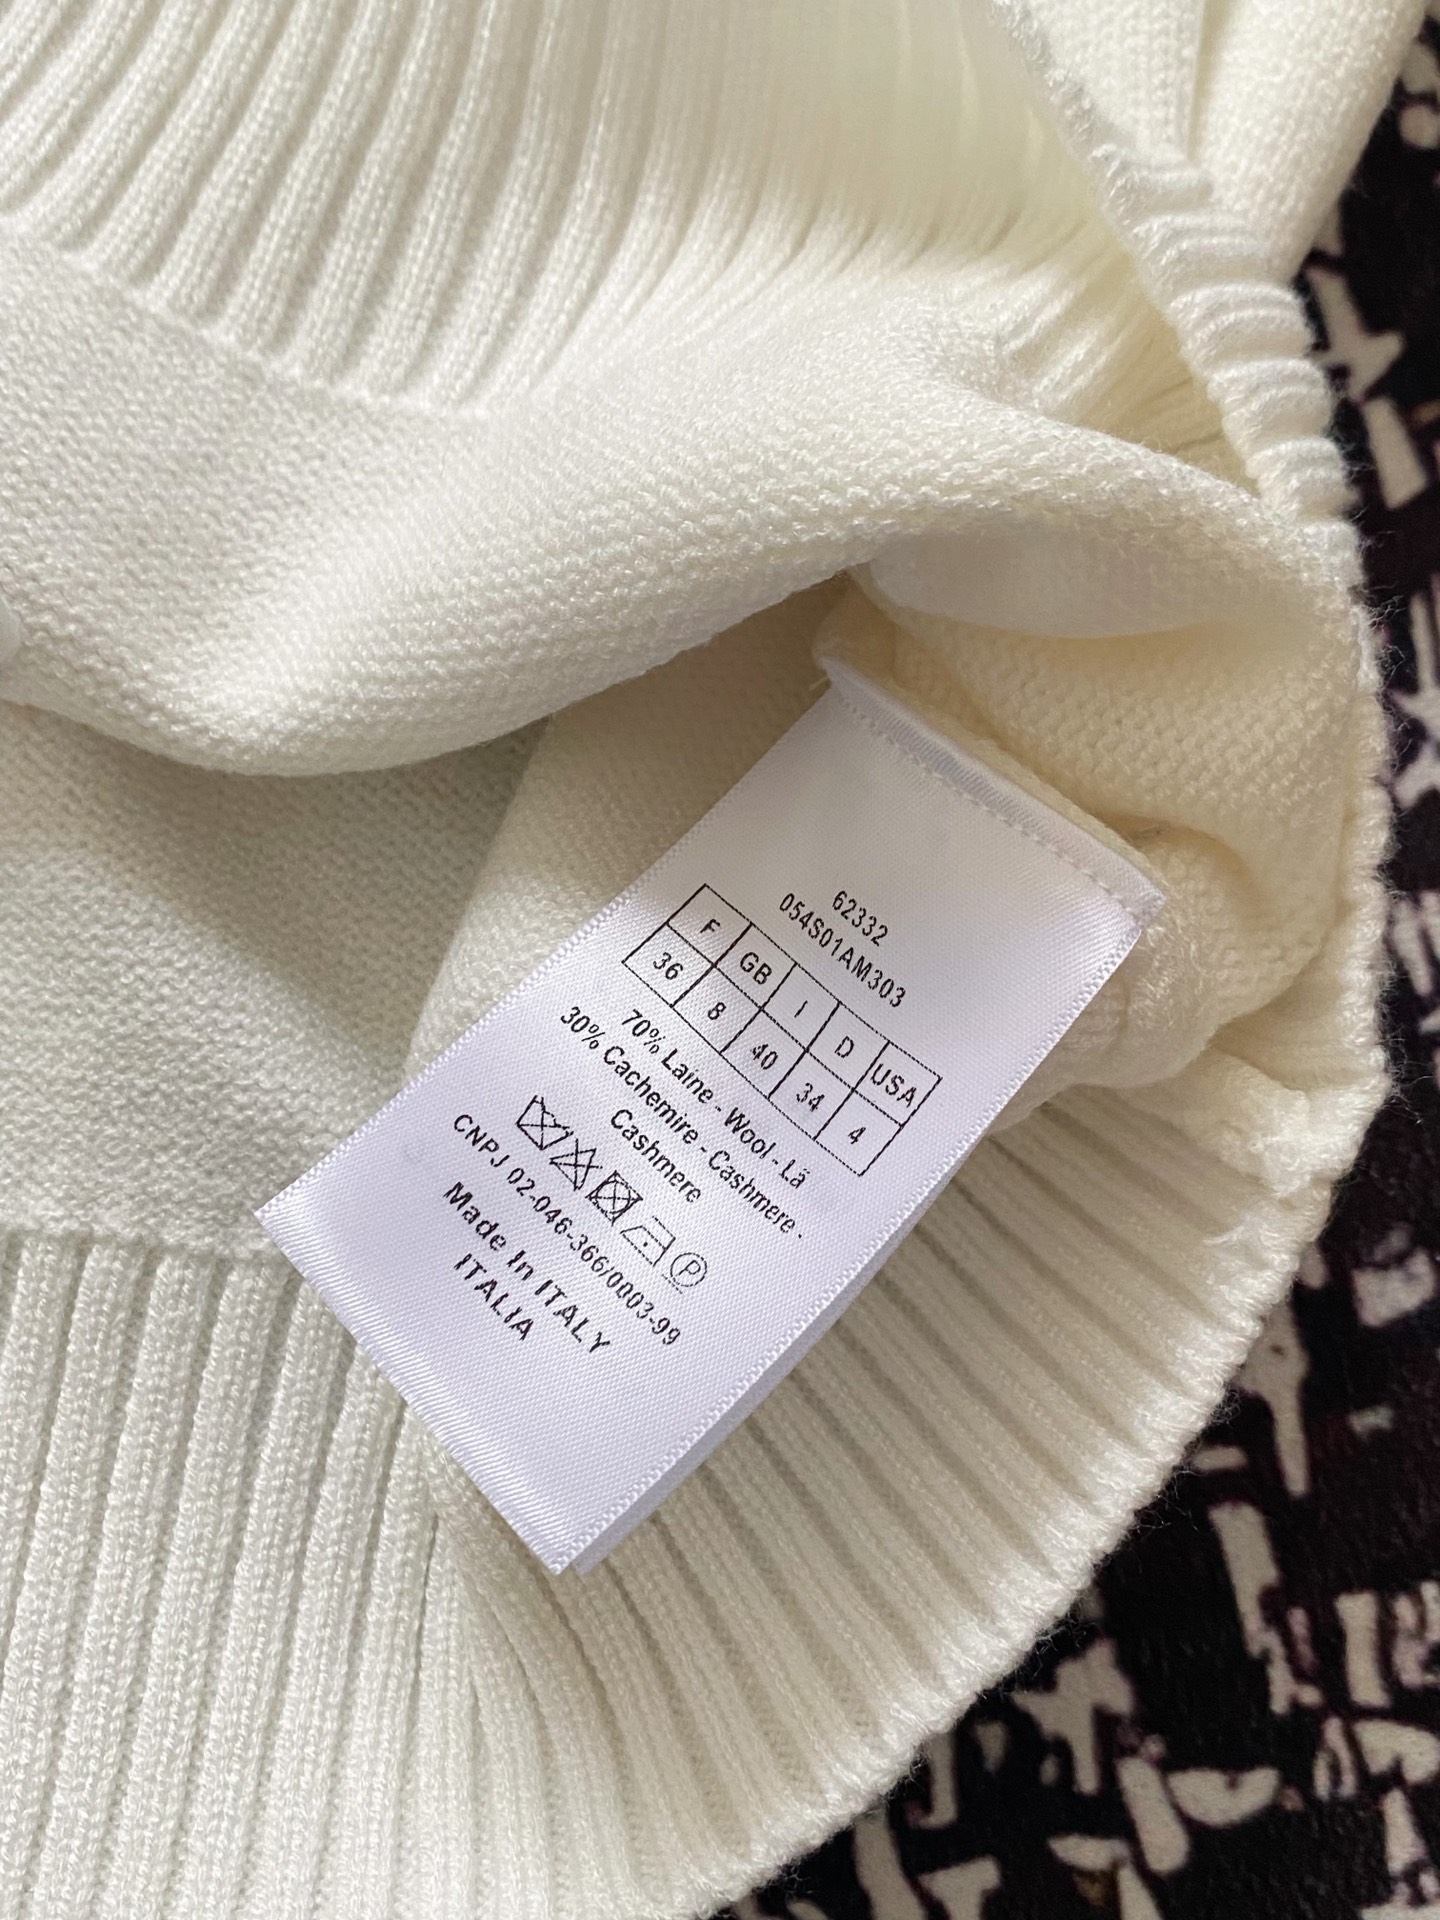 62332
054S01AM303
F GB I D USA
36 8 40 34 4
70% Laine - Wool - Lã
30% Cachemire - Cashmere -
Cashmere
P
CNPJ 02-046-366/0003-99
Made In ITALY
ITALIA